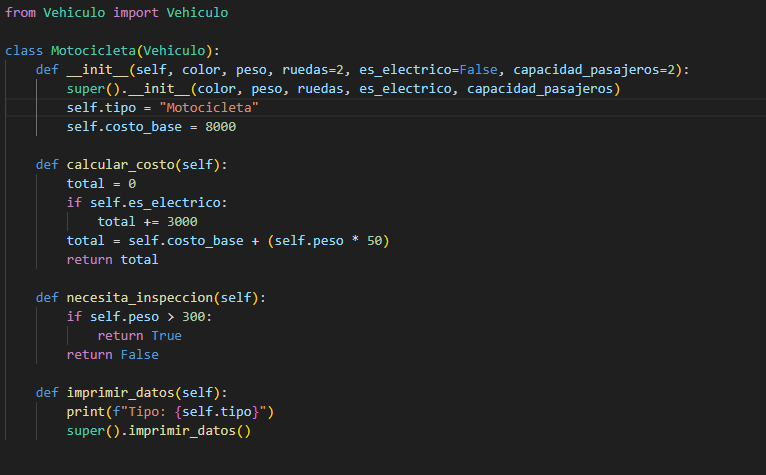 from Vehiculo import Vehiculo
class Motocicleta(Vehiculo):
def __init__(self, color, peso, ruedas=2, es_electrico=False, capacidad_pasajeros=2):
super().__init__(color, peso, ruedas, es_electrico, capacidad_pasajeros)
self.tipo = "Motocicleta"
self.costo_base = 8000
def calcular_costo(self):
total = 0
if self.es_electrico:
total += 3000
total = self.costo_base + (self.peso * 50)
return total
def necesita_inspeccion(self):
if self.peso > 300:
return True
return False
def imprimir_datos(self):
print(f"Tipo: {self.tipo}")
super().imprimir_datos()